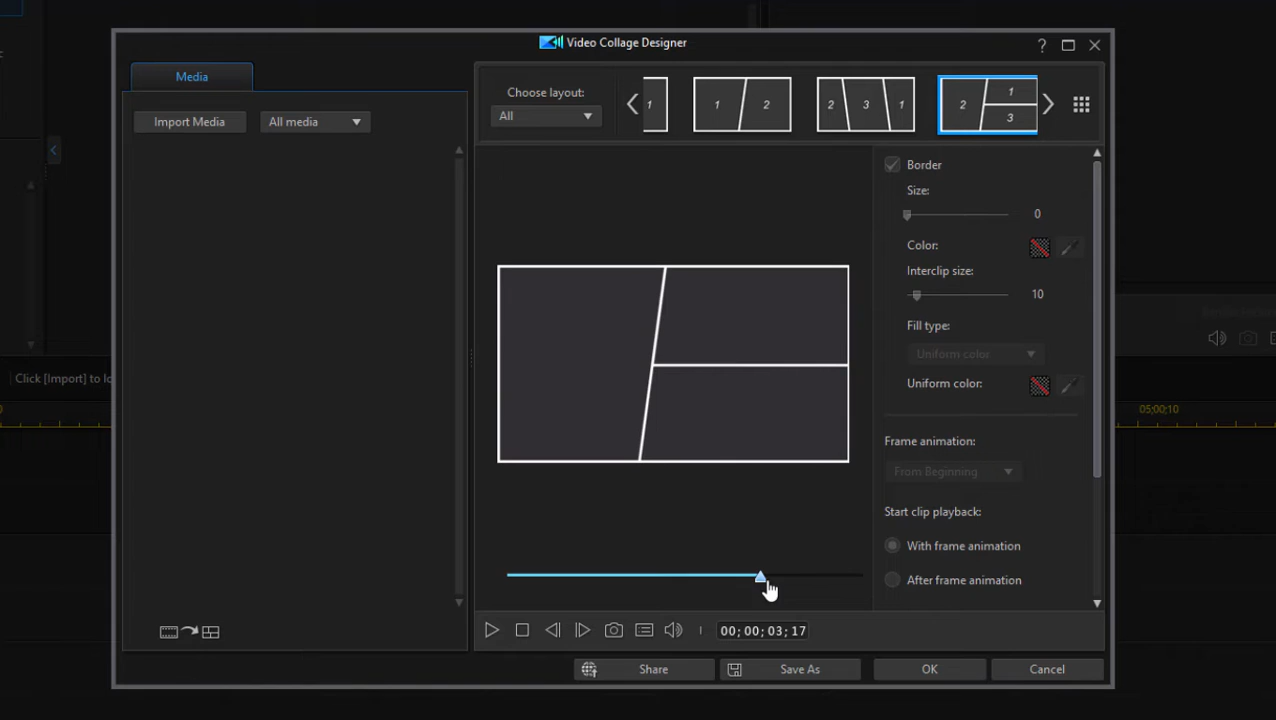 Video Collage Designer
?
Media
Import Media
All media
Choose layout:
All
1
1 2
2 3 1
2 1 3
Border
Size:
0
Color:
Interclip size:
10
Fill type:
Uniform color
Uniform color:
Frame animation:
From Beginning
Start clip playback:
With frame animation
After frame animation
00; 00; 03; 17
Share
Save As
OK
Cancel
Click [Import] to lo
0
05;00;10